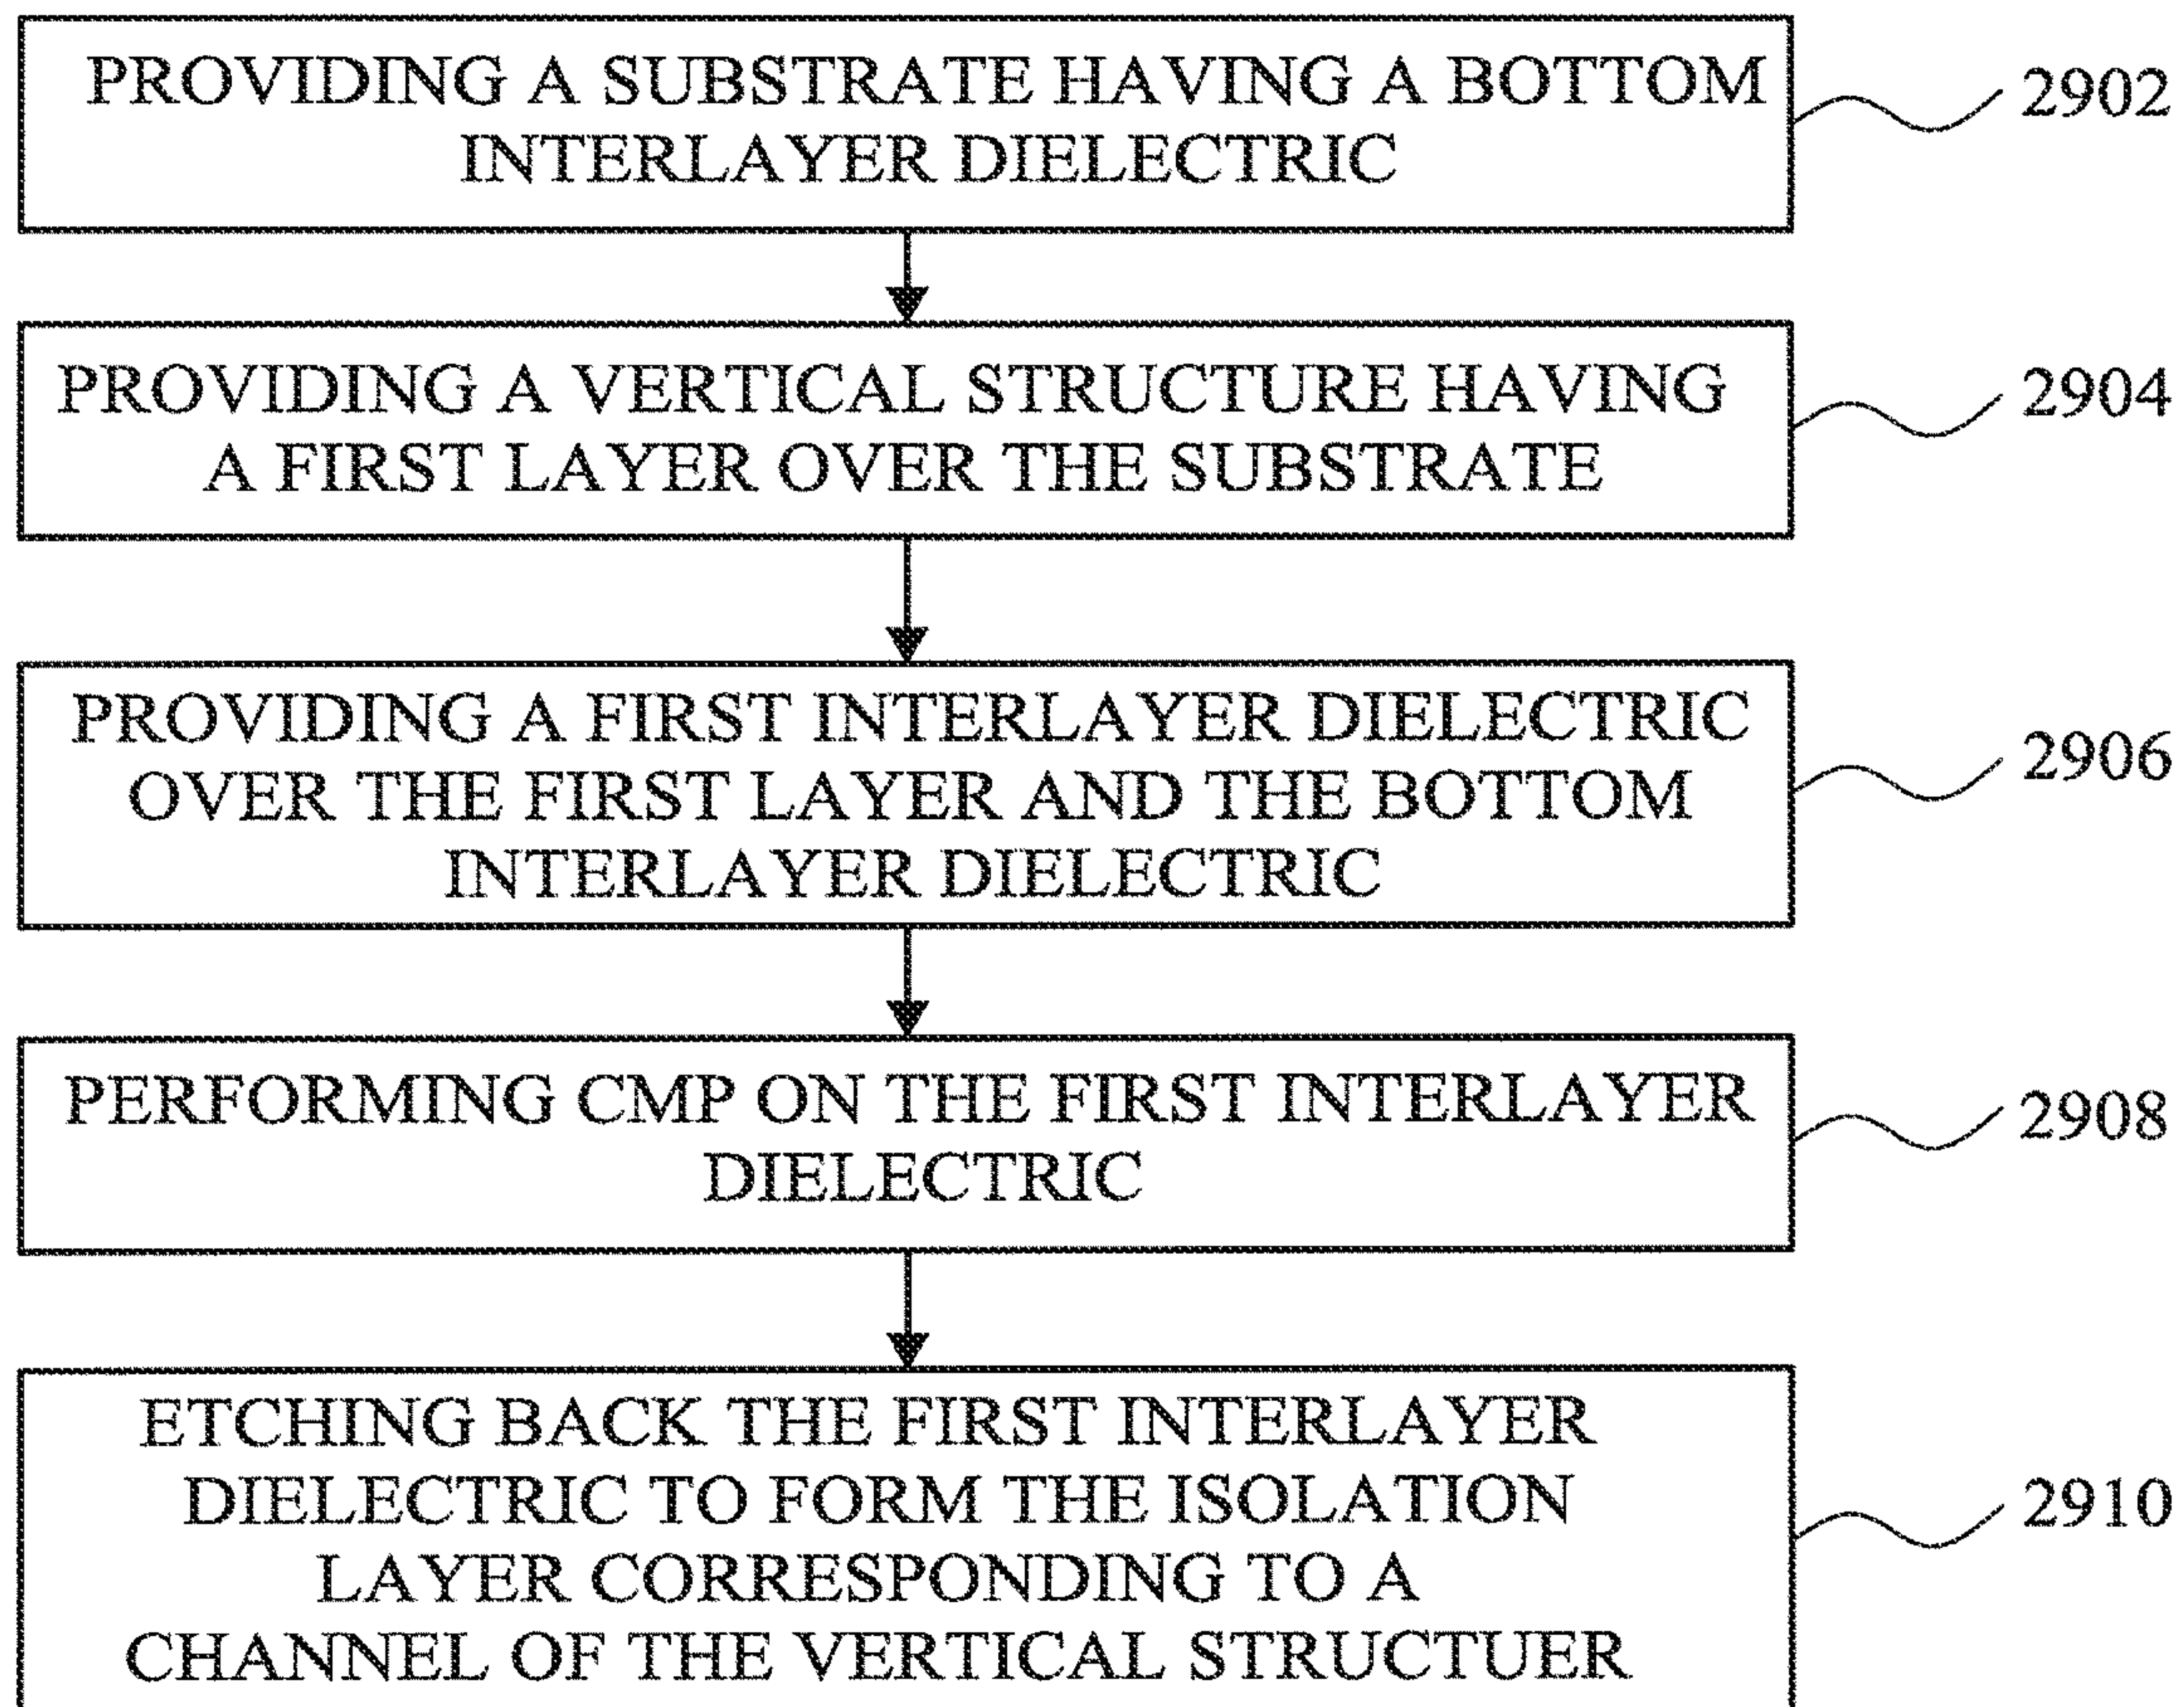 PROVIDING A SUBSTRATE HAVING A BOTTOM
INTERLAYER DIELECTRIC
2902
PROVIDING A VERTICAL STRUCTURE HAVING
A FIRST LAYER OVER THE SUBSTRATE
2904
PROVIDING A FIRST INTERLAYER DIELECTRIC
OVER THE FIRST LAYER AND THE BOTTOM
INTERLAYER DIELECTRIC
2906
PERFORMING CMP ON THE FIRST INTERLAYER
DIELECTRIC
2908
ETCHING BACK THE FIRST INTERLAYER
DIELECTRIC TO FORM THE ISOLATION
LAYER CORRESPONDING TO A
CHANNEL OF THE VERTICAL STRUCTUER
2910